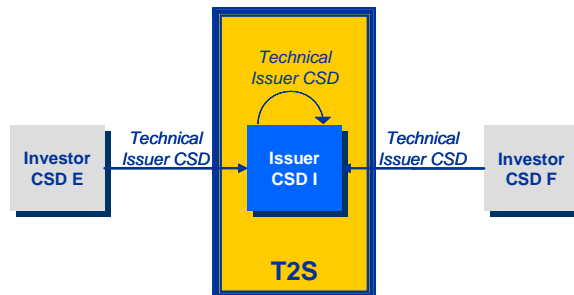 Technical
Issuer CSD
Investor
CSD E
Technical
Issuer CSD
Issuer
CSD I
Technical
Issuer CSD
Investor
CSD F
T2S